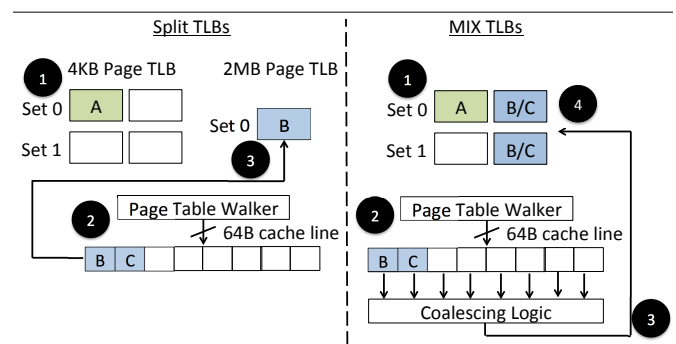 Split TLBs
1
4KB Page TLB
2MB Page TLB
Set 0
A
Set 1
Set 0
B
3
2
Page Table Walker
64B cache line
B C
MIX TLBs
1
Set 0
A
B/C
4
Set 1
B/C
2
Page Table Walker
64B cache line
B C
Coalescing Logic
3